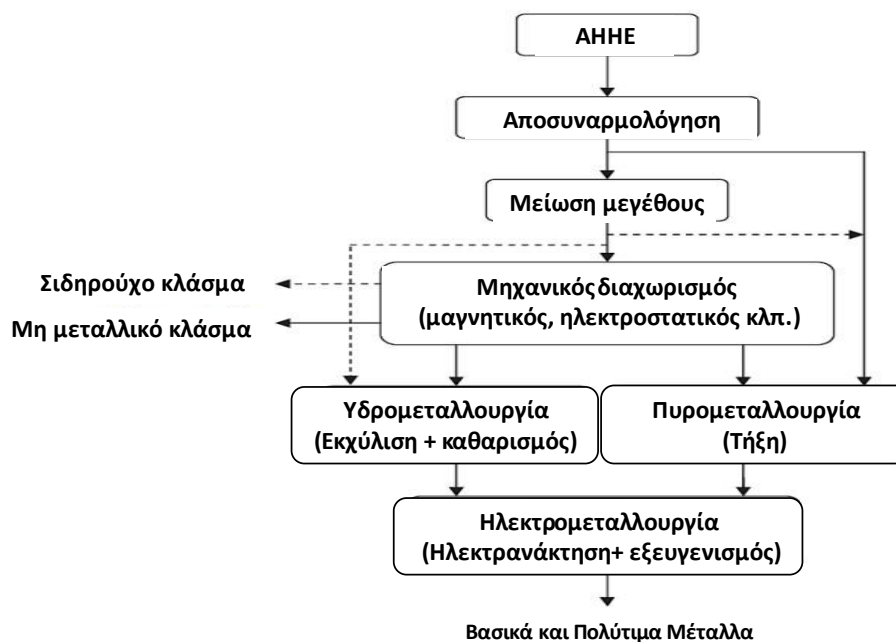 ΑΗΗΕ
Αποσυναρμολόγηση
Μείωση μεγέθους
Σιδηρούχο κλάσμα
Μη μεταλλικό κλάσμα
Μηχανικός διαχωρισμός
(μαγνητικός, ηλεκτροστατικός κλπ.)
Υδρομεταλλουργία
(Εκχύλιση + καθαρισμός)
Πυρομεταλλουργία
(Τήξη)
Ηλεκτρομεταλλουργία
(Ηλεκτρανάκτηση+ εξευγενισμός)
Βασικά και Πολύτιμα Μέταλλα